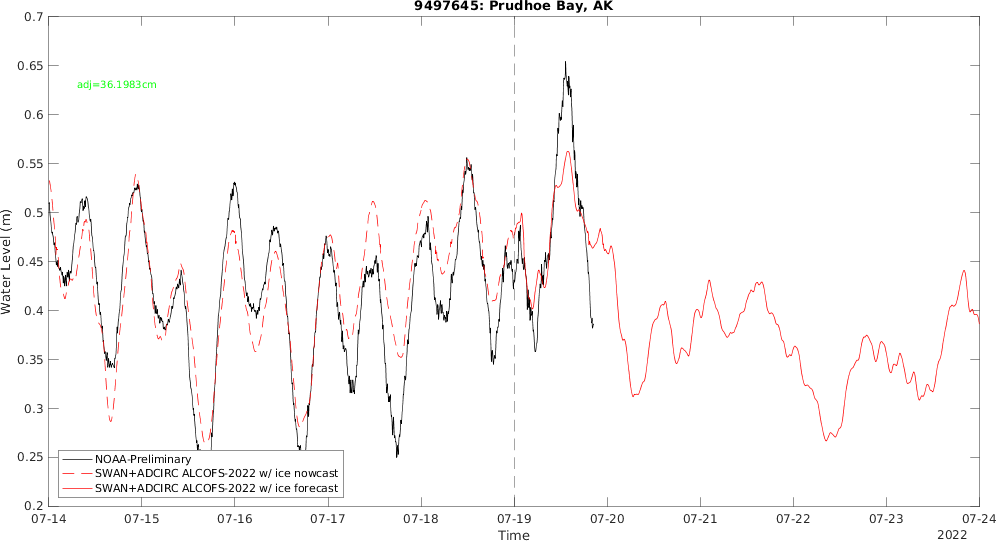 9497645: Prudhoe Bay, AK
adj=36.1983cm
Water Level (m)
0.7
0.65
0.6
0.55
0.5
0.45
0.4
0.35
0.3
0.25
0.2
NOAA-Preliminary
SWAN+ADCIRC ALCOFS-2022 w/ ice nowcast
SWAN+ADCIRC ALCOFS-2022 w/ ice forecast
07-14 07-15 07-16 07-17 07-18 07-19 07-20 07-21 07-22 07-23 07-24
Time
2022